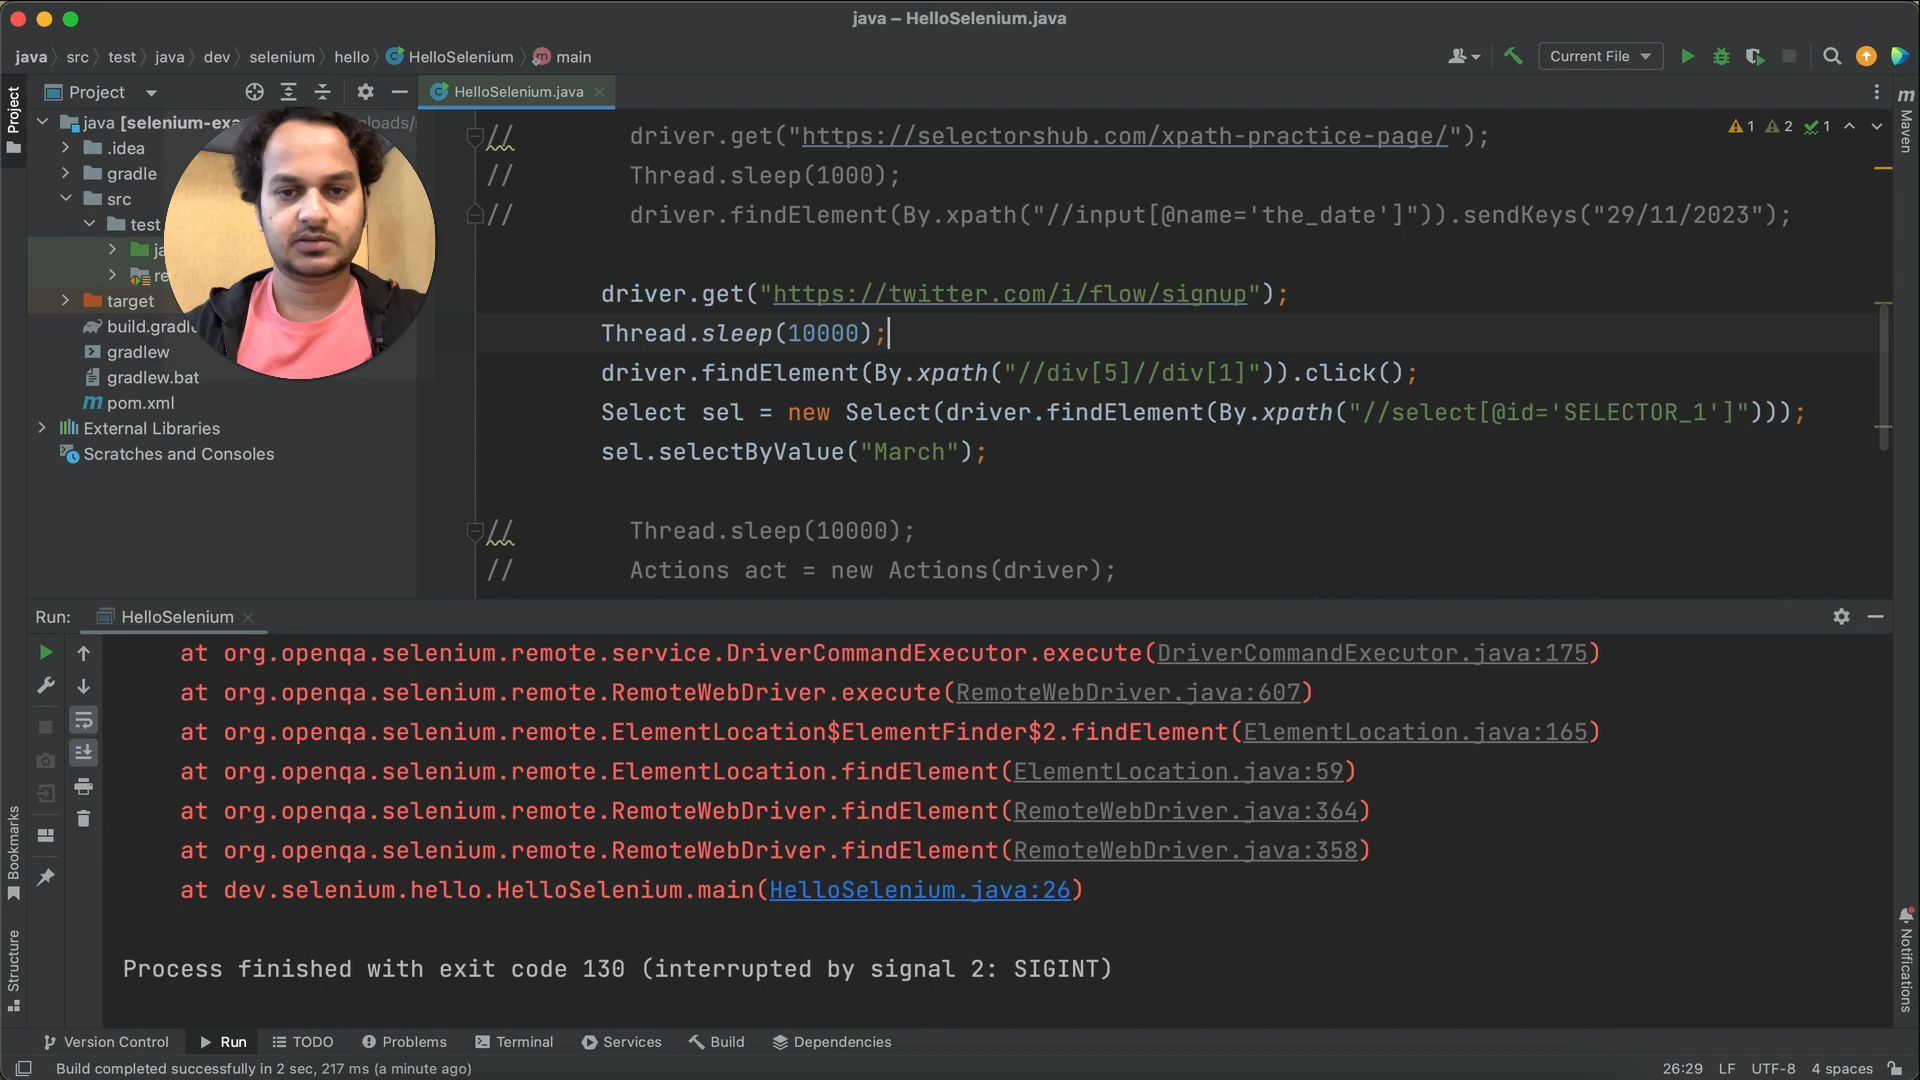 java – HelloSelenium.java
java src test java dev selenium hello HelloSelenium main
Current File
Project
HelloSelenium.java
Project
java [selenium-exa
nloads/s
.idea
gradle
src
test
ja
re
target
build.gradle
gradlew
gradlew.bat
pom.xml
External Libraries
Scratches and Consoles
// driver.get("https://selectorshub.com/xpath-practice-page/");
// Thread.sleep(1000);
// driver.findElement(By.xpath("//input[@name='the_date']")).sendKeys("29/11/2023");
driver.get("https://twitter.com/i/flow/signup");
Thread.sleep(10000);
driver.findElement(By.xpath("//div[5]//div[1]")).click();
Select sel = new Select(driver.findElement(By.xpath("//select[@id='SELECTOR_1']")));
sel.selectByValue("March");
// Thread.sleep(10000);
// Actions act = new Actions(driver);
1 2 1
m
Maven
Run: HelloSelenium
at org.openqa.selenium.remote.service.DriverCommandExecutor.execute(DriverCommandExecutor.java:175)
at org.openqa.selenium.remote.RemoteWebDriver.execute(RemoteWebDriver.java:607)
at org.openqa.selenium.remote.ElementLocation$ElementFinder$2.findElement(ElementLocation.java:165)
at org.openqa.selenium.remote.ElementLocation.findElement(ElementLocation.java:59)
at org.openqa.selenium.remote.RemoteWebDriver.findElement(RemoteWebDriver.java:364)
at org.openqa.selenium.remote.RemoteWebDriver.findElement(RemoteWebDriver.java:358)
at dev.selenium.hello.HelloSelenium.main(HelloSelenium.java:26)
Process finished with exit code 130 (interrupted by signal 2: SIGINT)
Bookmarks
Structure
Notifications
Version Control Run TODO Problems Terminal Services Build Dependencies
Build completed successfully in 2 sec, 217 ms (a minute ago)
26:29 LF UTF-8 4 spaces